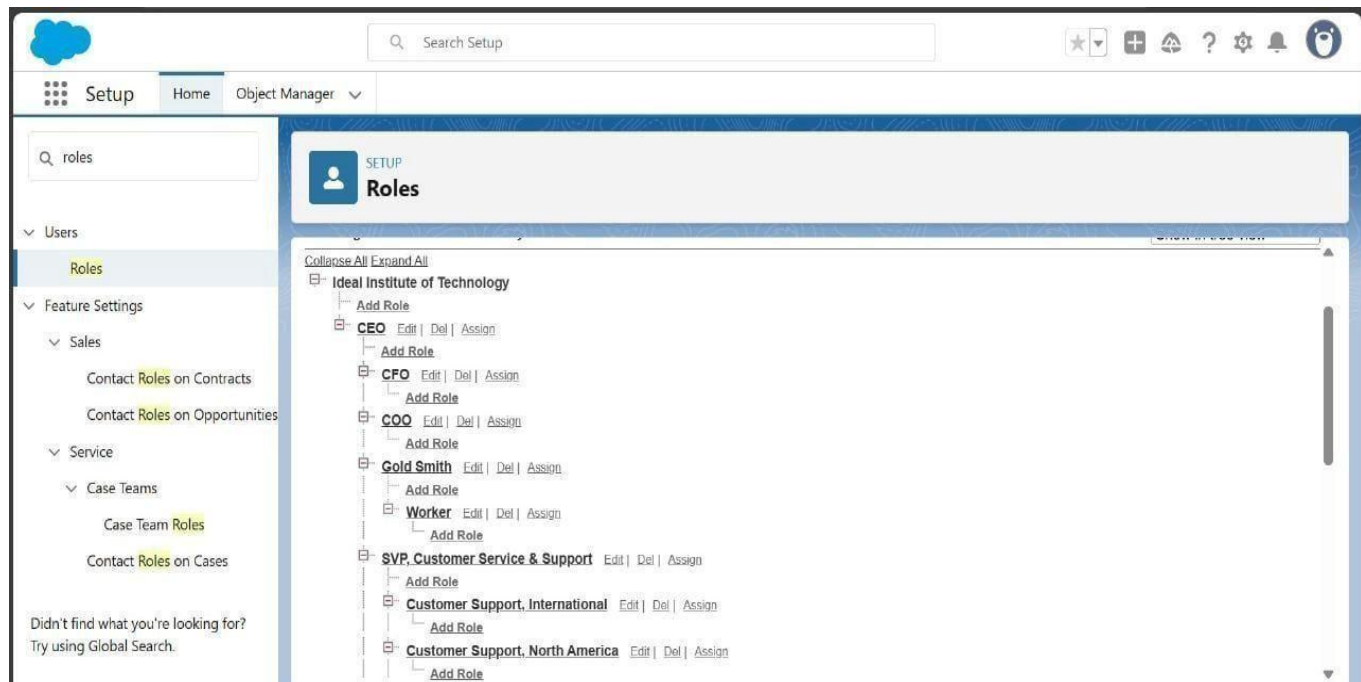 Search Setup
Setup
Home
Object Manager
roles
Users
Roles
Feature Settings
Sales
Contact Roles on Contracts
Contact Roles on Opportunities
Service
Case Teams
Case Team Roles
Contact Roles on Cases
Didn't find what you're looking for?
Try using Global Search.
SETUP
Roles
Collapse All Expand All
Ideal Institute of Technology
Add Role
CEO Edit | Del | Assign
Add Role
CFO Edit | Del | Assign
Add Role
COO Edit | Del | Assign
Add Role
Gold Smith Edit | Del | Assign
Add Role
Worker Edit | Del | Assign
Add Role
SVP, Customer Service & Support Edit | Del | Assign
Add Role
Customer Support, International Edit | Del | Assign
Add Role
Customer Support, North America Edit | Del | Assign
Add Role